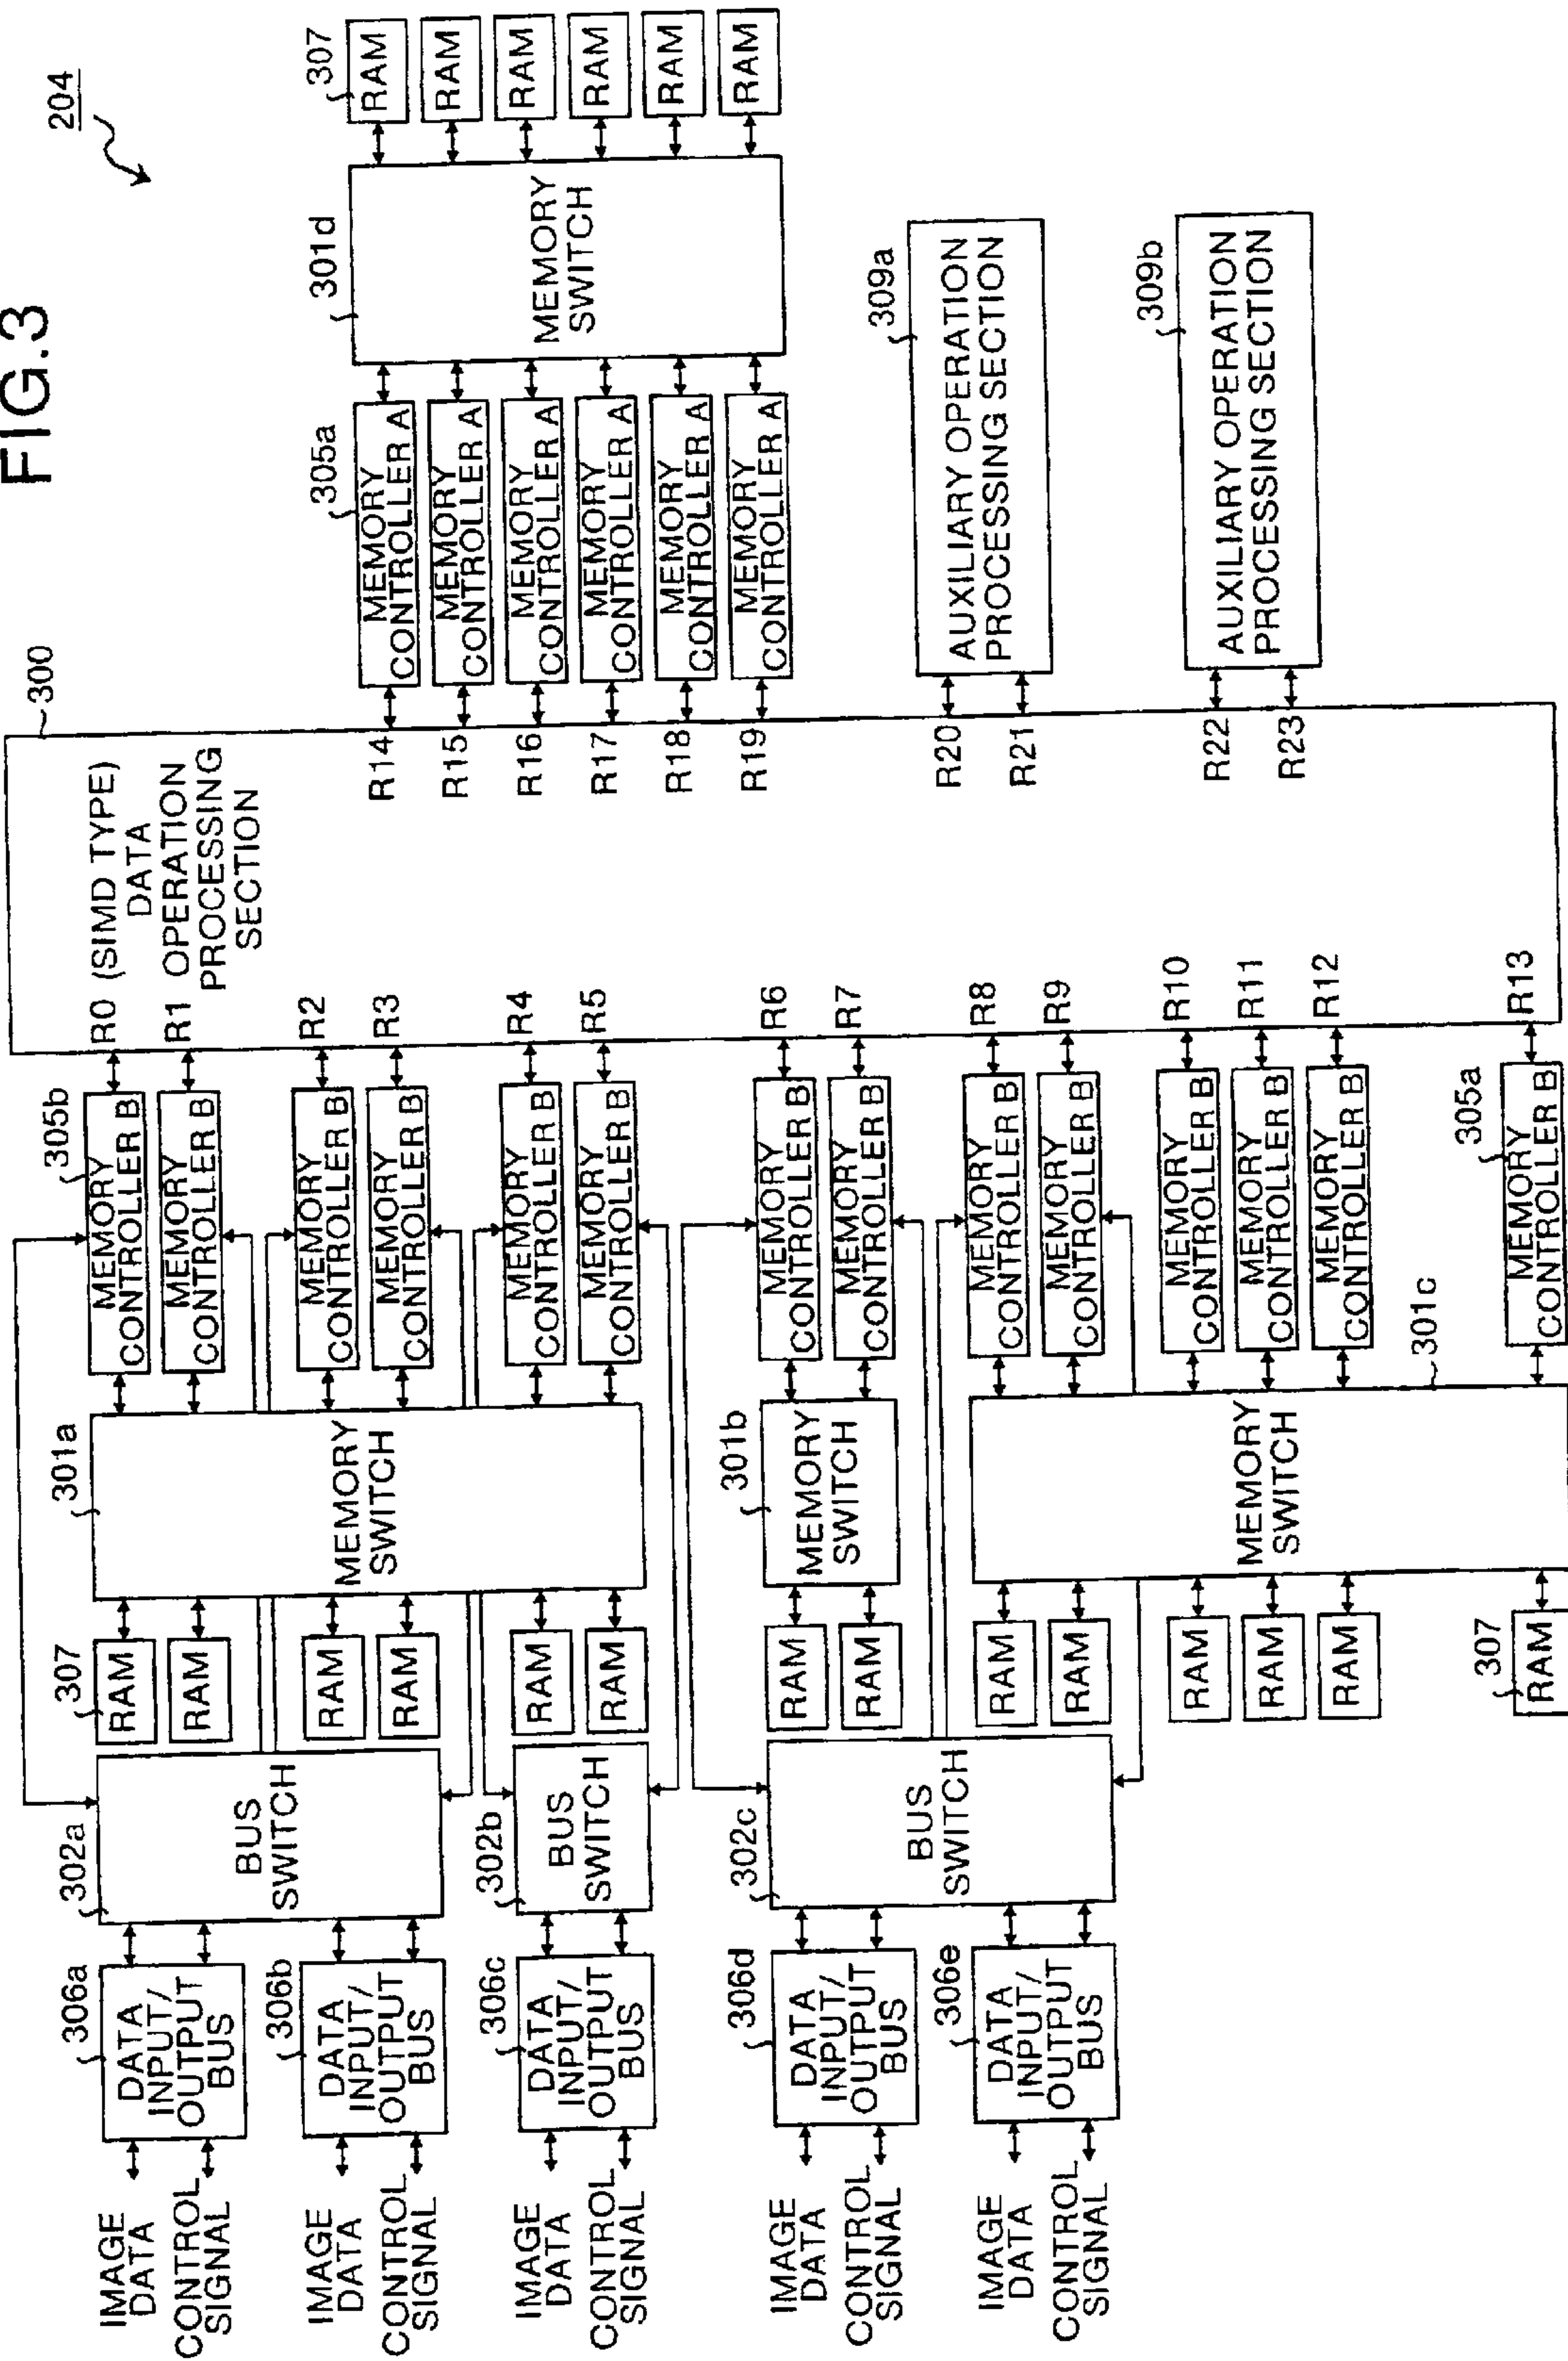 FIG.3
204
306a
DATA
INPUT/
OUTPUT
BUS
IMAGE
DATA
CONTROL
SIGNAL
306b
DATA
INPUT/
OUTPUT
BUS
IMAGE
DATA
CONTROL
SIGNAL
306c
DATA
INPUT/
OUTPUT
BUS
IMAGE
DATA
CONTROL
SIGNAL
306d
DATA
INPUT/
OUTPUT
BUS
IMAGE
DATA
CONTROL
SIGNAL
306e
DATA
INPUT/
OUTPUT
BUS
IMAGE
DATA
CONTROL
SIGNAL
302a
BUS
SWITCH
302b
BUS
SWITCH
302c
BUS
SWITCH
307
RAM
RAM
RAM
RAM
RAM
RAM
RAM
RAM
RAM
RAM
RAM
RAM
RAM
307
RAM
301a
MEMORY
SWITCH
301b
MEMORY
SWITCH
301c
MEMORY
SWITCH
305b
MEMORY
CONTROLLER B
MEMORY
CONTROLLER B
MEMORY
CONTROLLER B
MEMORY
CONTROLLER B
MEMORY
CONTROLLER B
MEMORY
CONTROLLER B
MEMORY
CONTROLLER B
MEMORY
CONTROLLER B
MEMORY
CONTROLLER B
MEMORY
CONTROLLER B
MEMORY
CONTROLLER B
MEMORY
CONTROLLER B
MEMORY
CONTROLLER B
305a
MEMORY
CONTROLLER B
300
R0 (SIMD TYPE)
DATA
R1 OPERATION
PROCESSING
SECTION
R2
R3
R4
R5
R6
R7
R8
R9
R10
R11
R12
R13
R14
R15
R16
R17
R18
R19
R20
R21
R22
R23
305a
MEMORY
CONTROLLER A
MEMORY
CONTROLLER A
MEMORY
CONTROLLER A
MEMORY
CONTROLLER A
MEMORY
CONTROLLER A
MEMORY
CONTROLLER A
301d
MEMORY
SWITCH
307
RAM
RAM
RAM
RAM
RAM
RAM
309a
AUXILIARY OPERATION
PROCESSING SECTION
309b
AUXILIARY OPERATION
PROCESSING SECTION